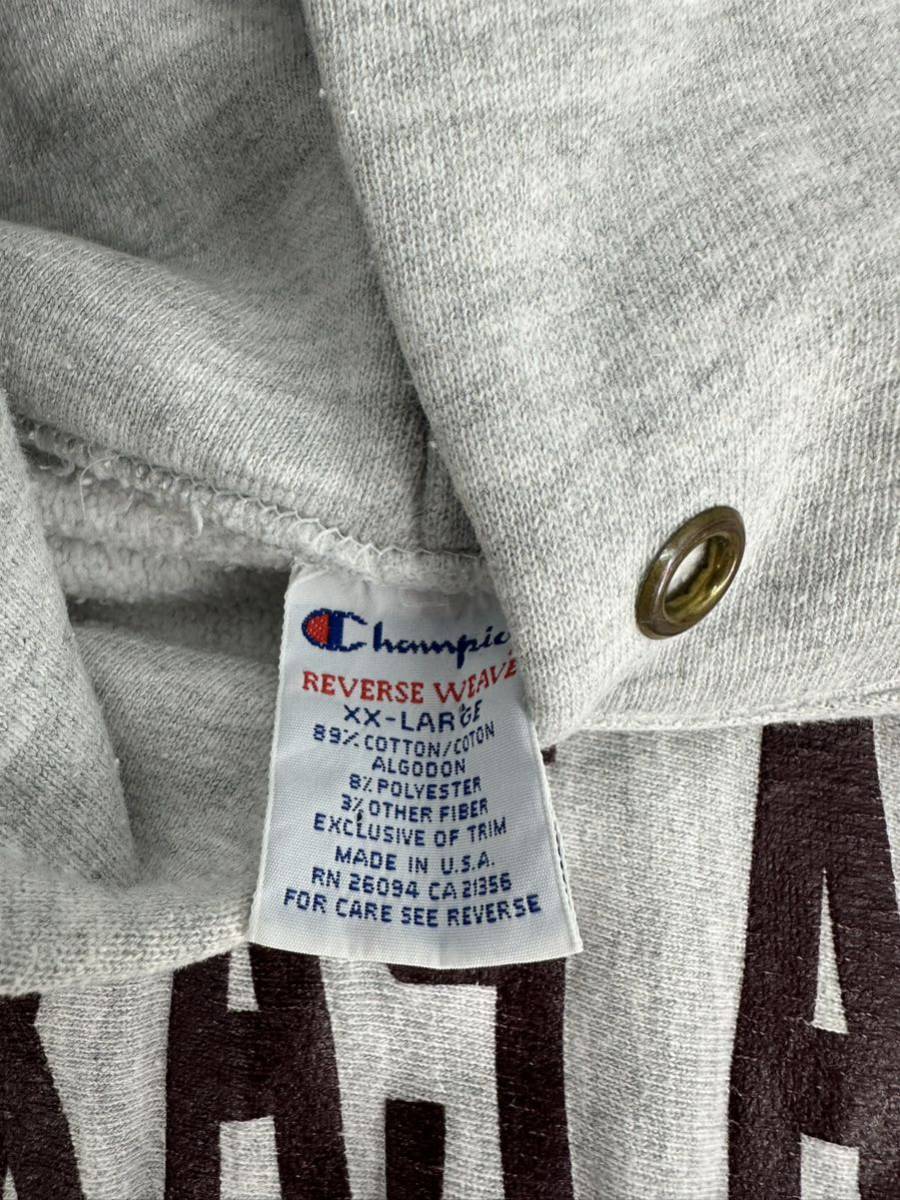 Champio
REVERSE WEAVE
XX-LARGE
89% COTTON/COTON
ALGODON
8% POLYESTER
3% OTHER FIBER
EXCLUSIVE OF TRIM
MADE IN U.S.A.
RN 26094 CA 21356
FOR CARE SEE REVERSE